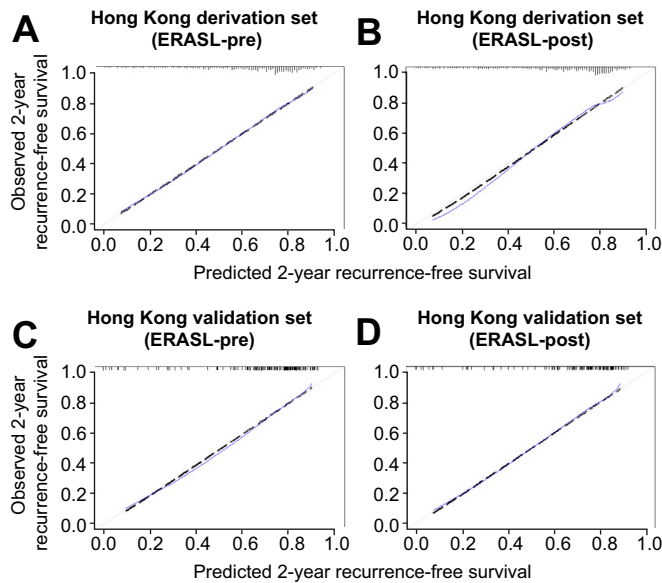 A
Hong Kong derivation set
(ERASL-pre)
Observed 2-year
recurrence-free survival
1.0
0.8
0.6
0.4
0.2
0.0
0.0 0.2 0.4 0.6 0.8 1.0
B
Hong Kong derivation set
(ERASL-post)
1.0
0.8
0.6
0.4
0.2
0.0
0.0 0.2 0.4 0.6 0.8 1.0
Predicted 2-year recurrence-free survival
C
Hong Kong validation set
(ERASL-pre)
Observed 2-year
recurrence-free survival
1.0
0.8
0.6
0.4
0.2
0.0
0.0 0.2 0.4 0.6 0.8 1.0
D
Hong Kong validation set
(ERASL-post)
1.0
0.8
0.6
0.4
0.2
0.0
0.0 0.2 0.4 0.6 0.8 1.0
Predicted 2-year recurrence-free survival